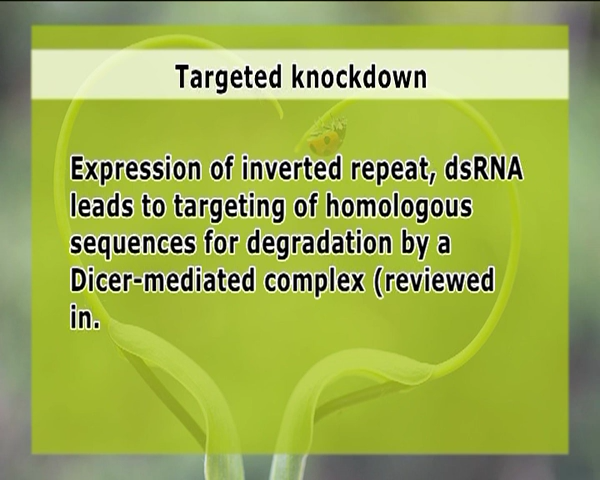 Targeted knockdown
Expression of inverted repeat, dsRNA
leads to targeting of homologous
sequences for degradation by a
Dicer-mediated complex (reviewed
in.